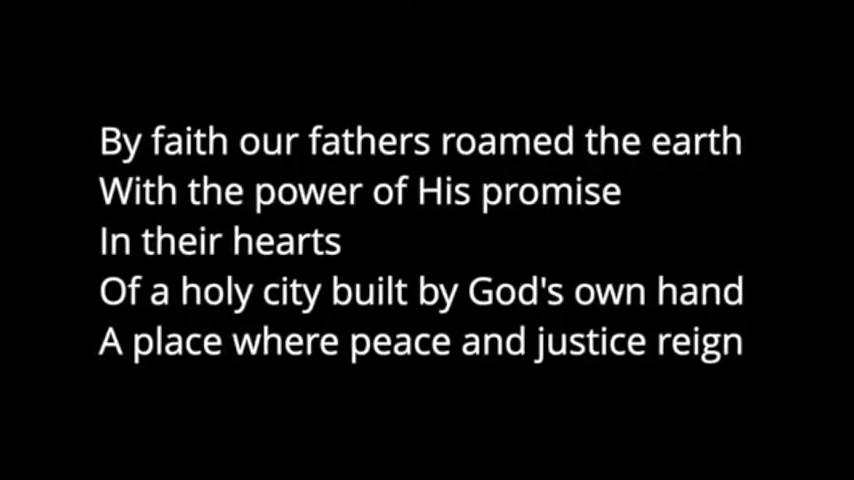 By faith our fathers roamed the earth
With the power of His promise
In their hearts
Of a holy city built by God's own hand
A place where peace and justice reign